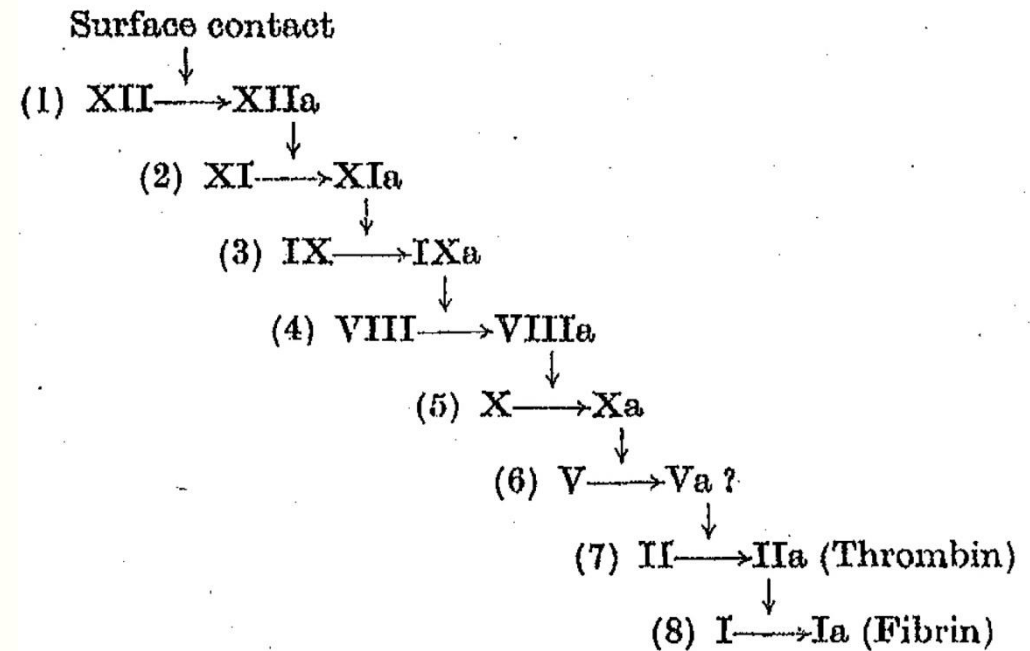 Surface contact
(1) XII → XIIa
(2) XI → XIa
(3) IX → IXa
(4) VIII → VIIIa
(5) X → Xa
(6) V → Va ?
(7) II → IIa (Thrombin)
(8) I → Ia (Fibrin)